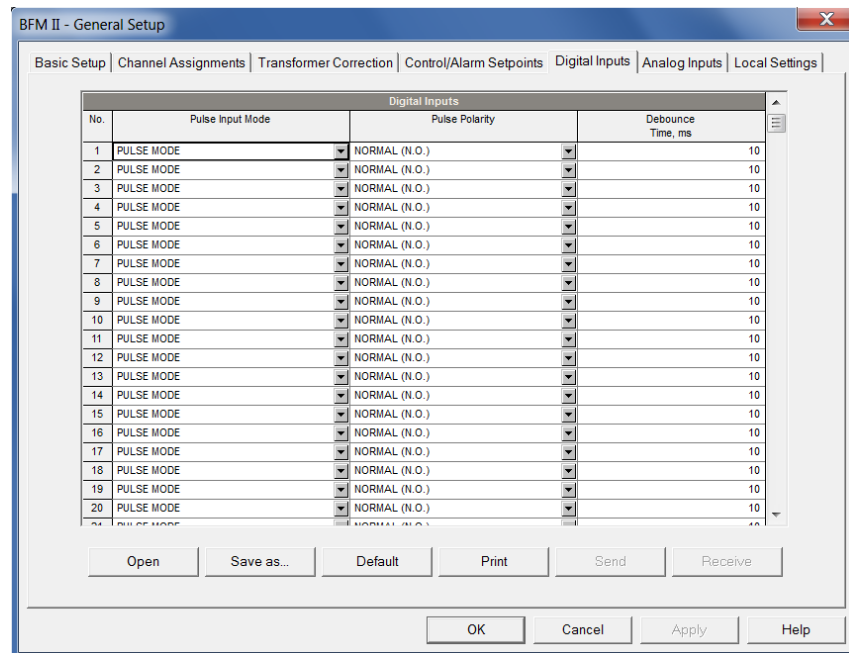 BFM II - General Setup
Basic Setup Channel Assignments Transformer Correction Control/Alarm Setpoints Digital Inputs Analog Inputs Local Settings
Digital Inputs
No. Pulse Input Mode Pulse Polarity Debounce
Time, ms
1 PULSE MODE NORMAL (N.O.) 10
2 PULSE MODE NORMAL (N.O.) 10
3 PULSE MODE NORMAL (N.O.) 10
4 PULSE MODE NORMAL (N.O.) 10
5 PULSE MODE NORMAL (N.O.) 10
6 PULSE MODE NORMAL (N.O.) 10
7 PULSE MODE NORMAL (N.O.) 10
8 PULSE MODE NORMAL (N.O.) 10
9 PULSE MODE NORMAL (N.O.) 10
10 PULSE MODE NORMAL (N.O.) 10
11 PULSE MODE NORMAL (N.O.) 10
12 PULSE MODE NORMAL (N.O.) 10
13 PULSE MODE NORMAL (N.O.) 10
14 PULSE MODE NORMAL (N.O.) 10
15 PULSE MODE NORMAL (N.O.) 10
16 PULSE MODE NORMAL (N.O.) 10
17 PULSE MODE NORMAL (N.O.) 10
18 PULSE MODE NORMAL (N.O.) 10
19 PULSE MODE NORMAL (N.O.) 10
20 PULSE MODE NORMAL (N.O.) 10
Open Save as... Default Print Send Receive
OK Cancel Apply Help